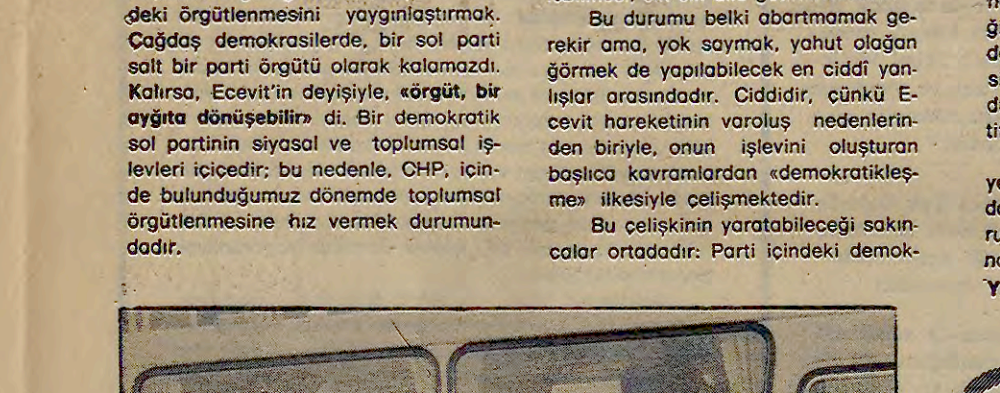 deki örgütlenmesini yaygınlaştırmak.
Çağdaş demokrasilerde, bir sol parti
salt bir parti örgütü olarak kalamazdı.
Kalırsa, Ecevit'in deyişiyle, «örgüt, bir
aygıta dönüşebilir» di. Bir demokratik
sol partinin siyasal ve toplumsal iş-
levleri içiçedir; bu nedenle, CHP, için-
de bulunduğumuz dönemde toplumsal
örgütlenmesine hız vermek durumun-
dadır.
Bu durumu belki abartmamak ge-
rekir ama, yok saymak, yahut olağan
görmek de yapılabilecek en ciddî yan-
lışlar arasındadır. Ciddidir, çünkü E-
cevit hareketinin varoluş nedenlerin-
den biriyle, onun işlevini oluşturan
başlıca kavramlardan «demokratikleş-
me» ilkesiyle çelişmektedir.
Bu çelişkinin yaratabileceği sakın-
calar ortadadır: Parti içindeki demok-